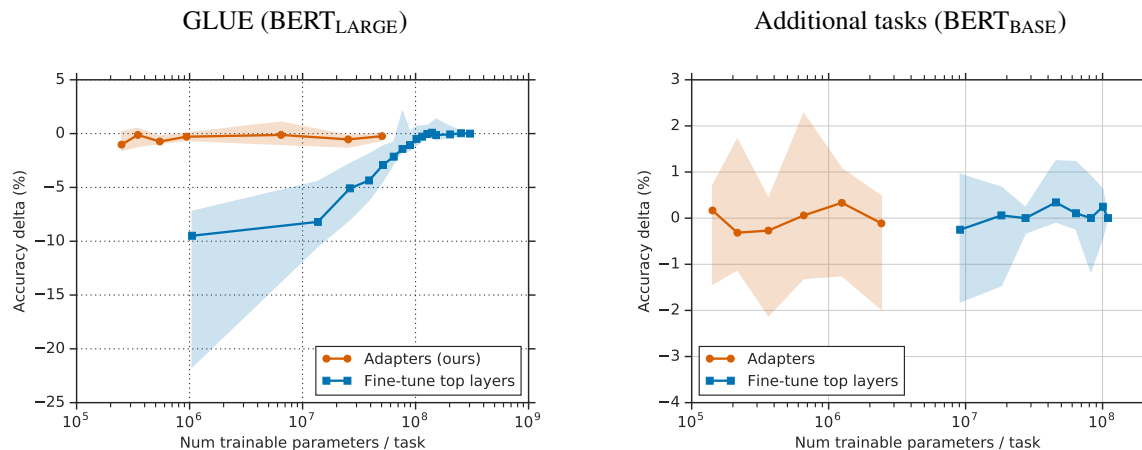 GLUE (BERT_LARGE)
5
0
−5
−10
−15
−20
−25
Accuracy delta (%)
Adapters (ours)
Fine-tune top layers
10^5 10^6 10^7 10^8 10^9
Num trainable parameters / task
Additional tasks (BERT_BASE)
3
2
1
0
−1
−2
−3
−4
Accuracy delta (%)
Adapters
Fine-tune top layers
10^5 10^6 10^7 10^8
Num trainable parameters / task